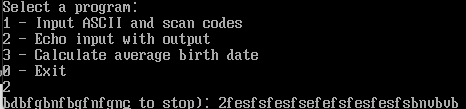 Select a program:
1 - Input ASCII and scan codes
2 - Echo input with output
3 - Calculate average birth date
0 - Exit
2
bdbfgbnfbgfnfgnc to stop): 2fesfsfesfsefefsfesfesfsbnvbvb